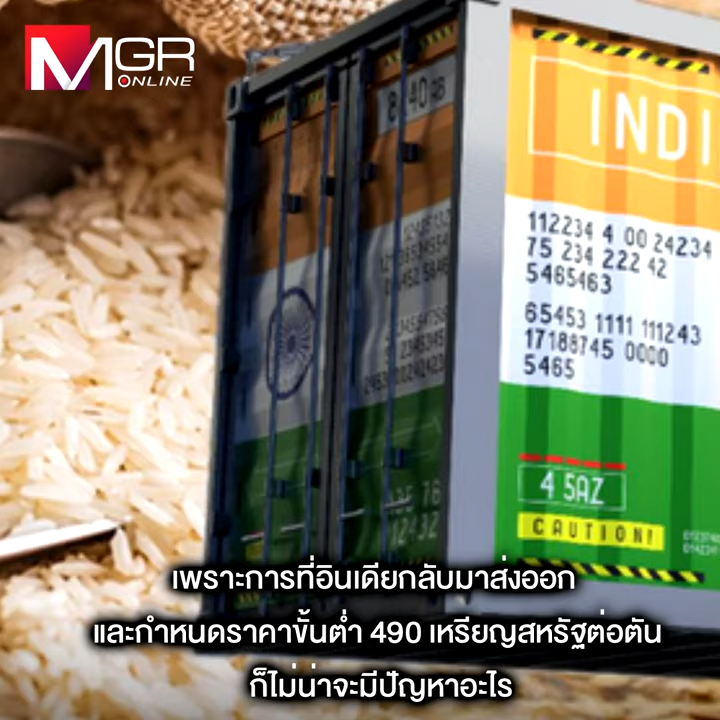 MGR
ONLINE
INDI
112234 4 00 24234
75 234 222 42
5465463
65453 1111 111243
17188745 0000
5465
4 5AZ
CAUTION!
เพราะการที่อินเดียกลับมาส่งออก
และกำหนดราคาขั้นต่ำ 490 เหรียญสหรัฐต่อตัน
ก็ไม่น่าจะมีปัญหาอะไร